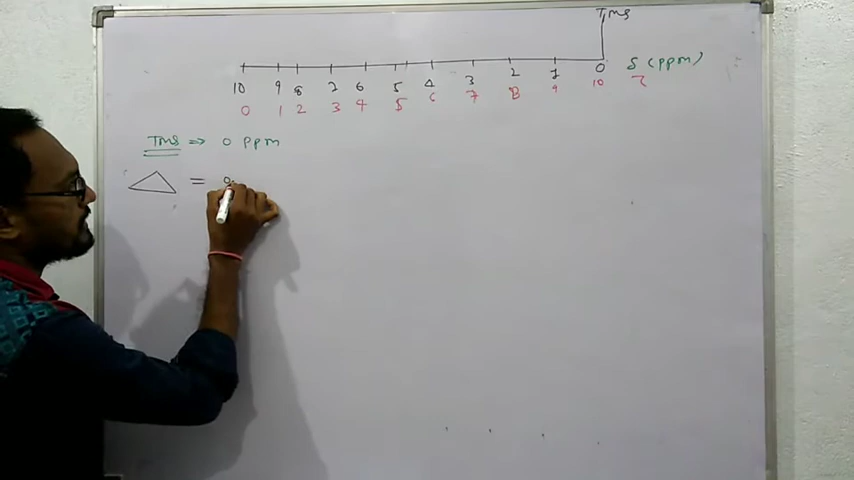 Tms
10 9 8 7 6 5 4 3 2 1 0 δ (ppm)
0 1 2 3 4 5 6 7 8 9 10 τ
Tms ⇒ 0 ppm
= 0.